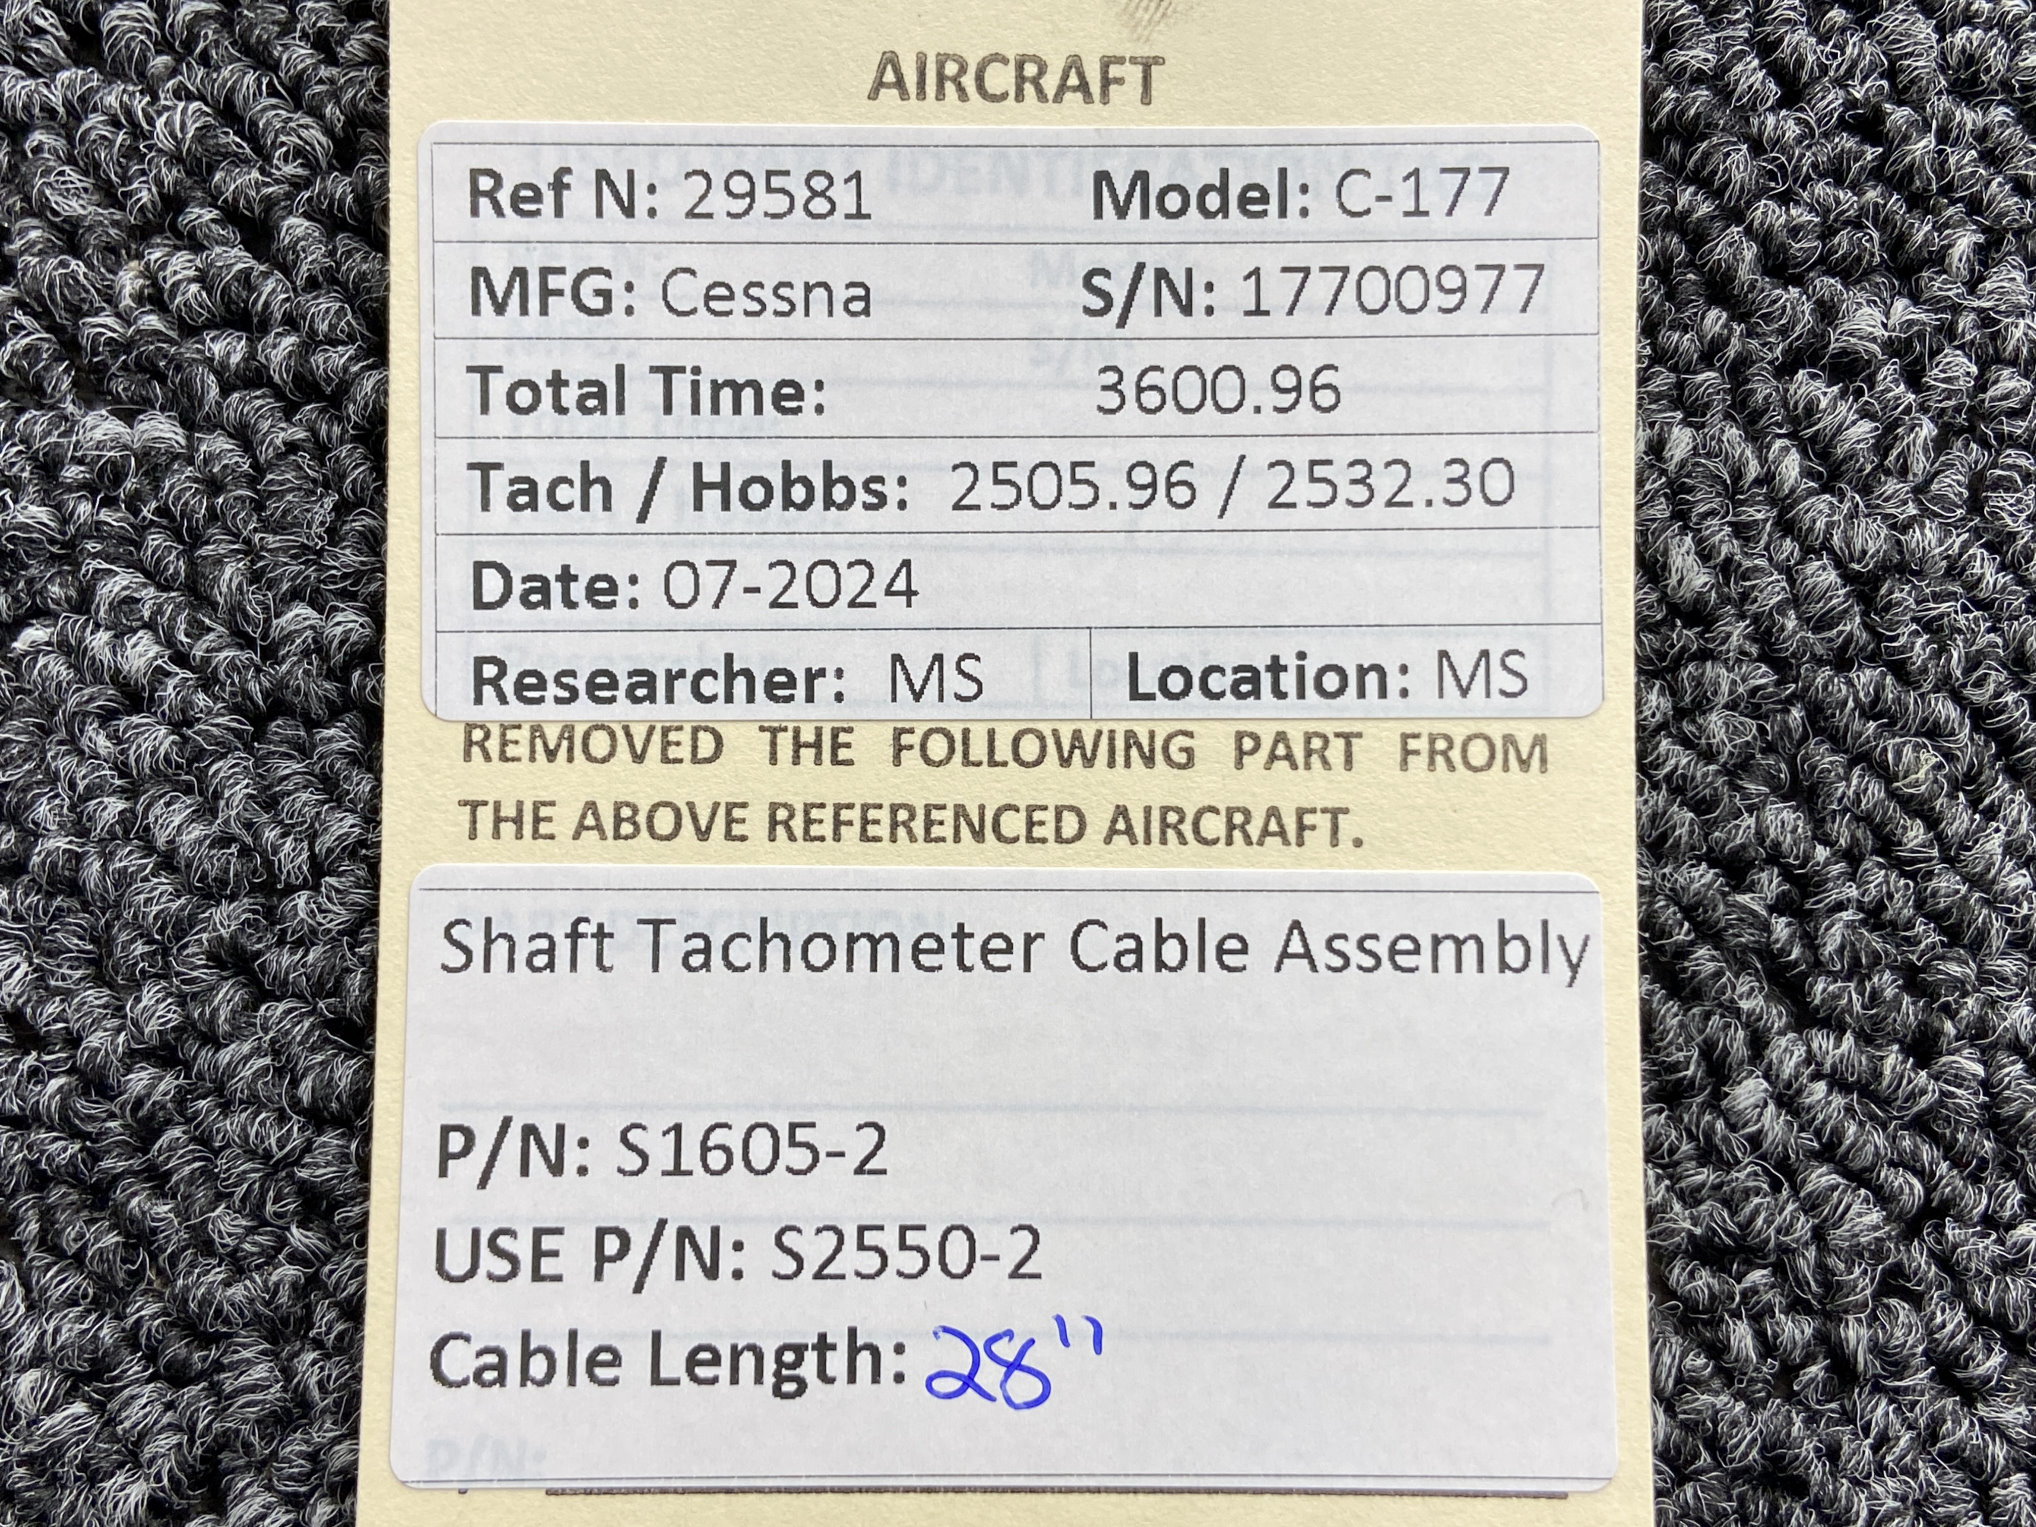 AIRCRAFT
Ref N: 29581 Model: C-177
MFG: Cessna S/N: 17700977
Total Time: 3600.96
Tach / Hobbs: 2505.96 / 2532.30
Date: 07-2024
Researcher: MS Location: MS
REMOVED THE FOLLOWING PART FROM
THE ABOVE REFERENCED AIRCRAFT.
Shaft Tachometer Cable Assembly
P/N: S1605-2
USE P/N: S2550-2
Cable Length: 28"
P/N: